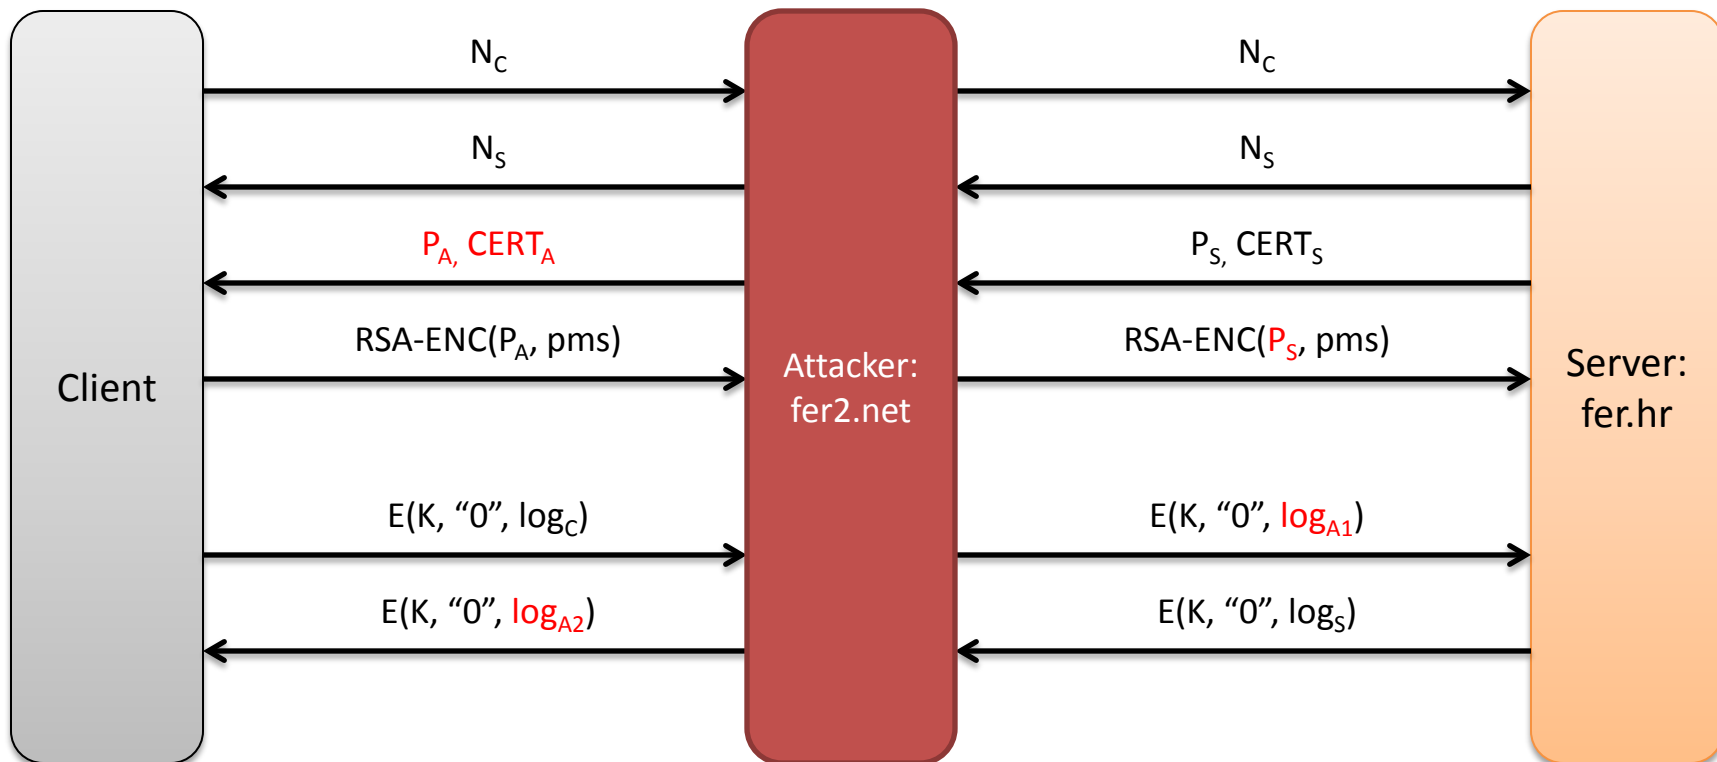 N_C
N_C
N_S
N_S
P_A, CERT_A
P_S, CERT_S
RSA-ENC(P_A, pms)
RSA-ENC(P_S, pms)
Client
Attacker:
fer2.net
Server:
fer.hr
E(K, “0”, log_C)
E(K, “0”, log_A1)
E(K, “0”, log_A2)
E(K, “0”, log_S)